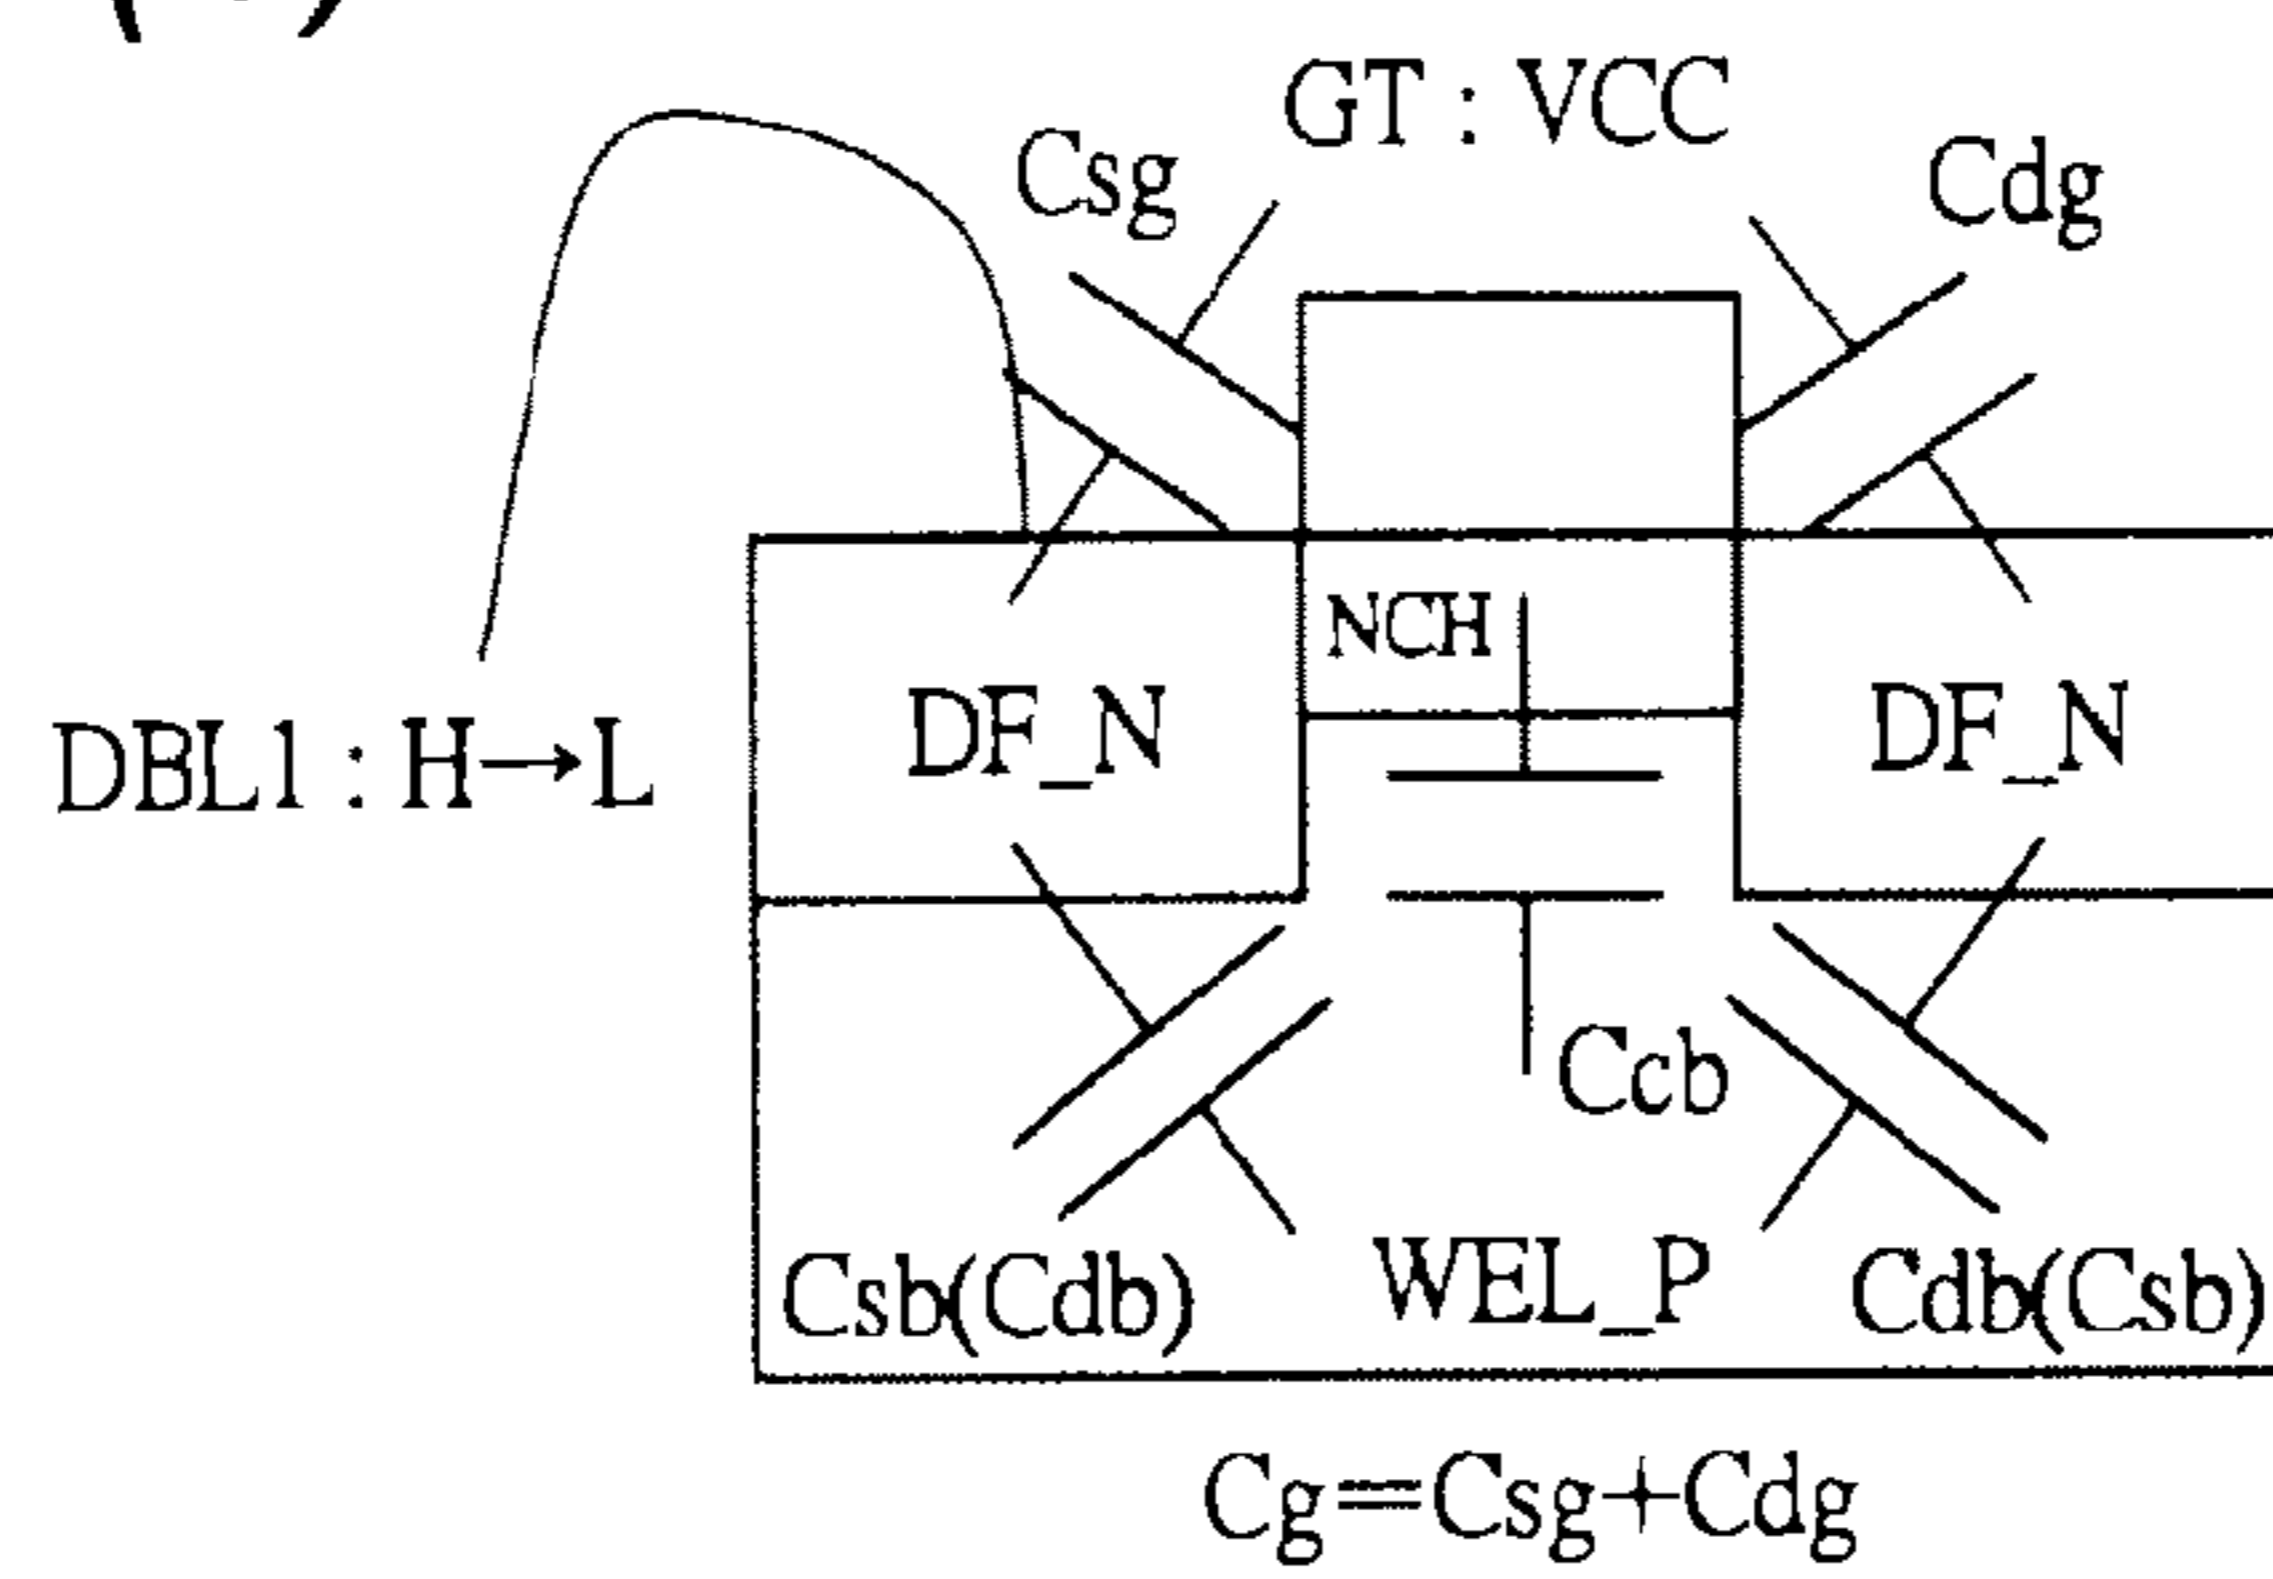 GT : VCC
Csg
Cdg
NCH
DF_N
DF_N
DBL1 : H→L
Ccb
Csb(Cdb)
WEL_P
Cdb(Csb)
Cg=Csg+Cdg